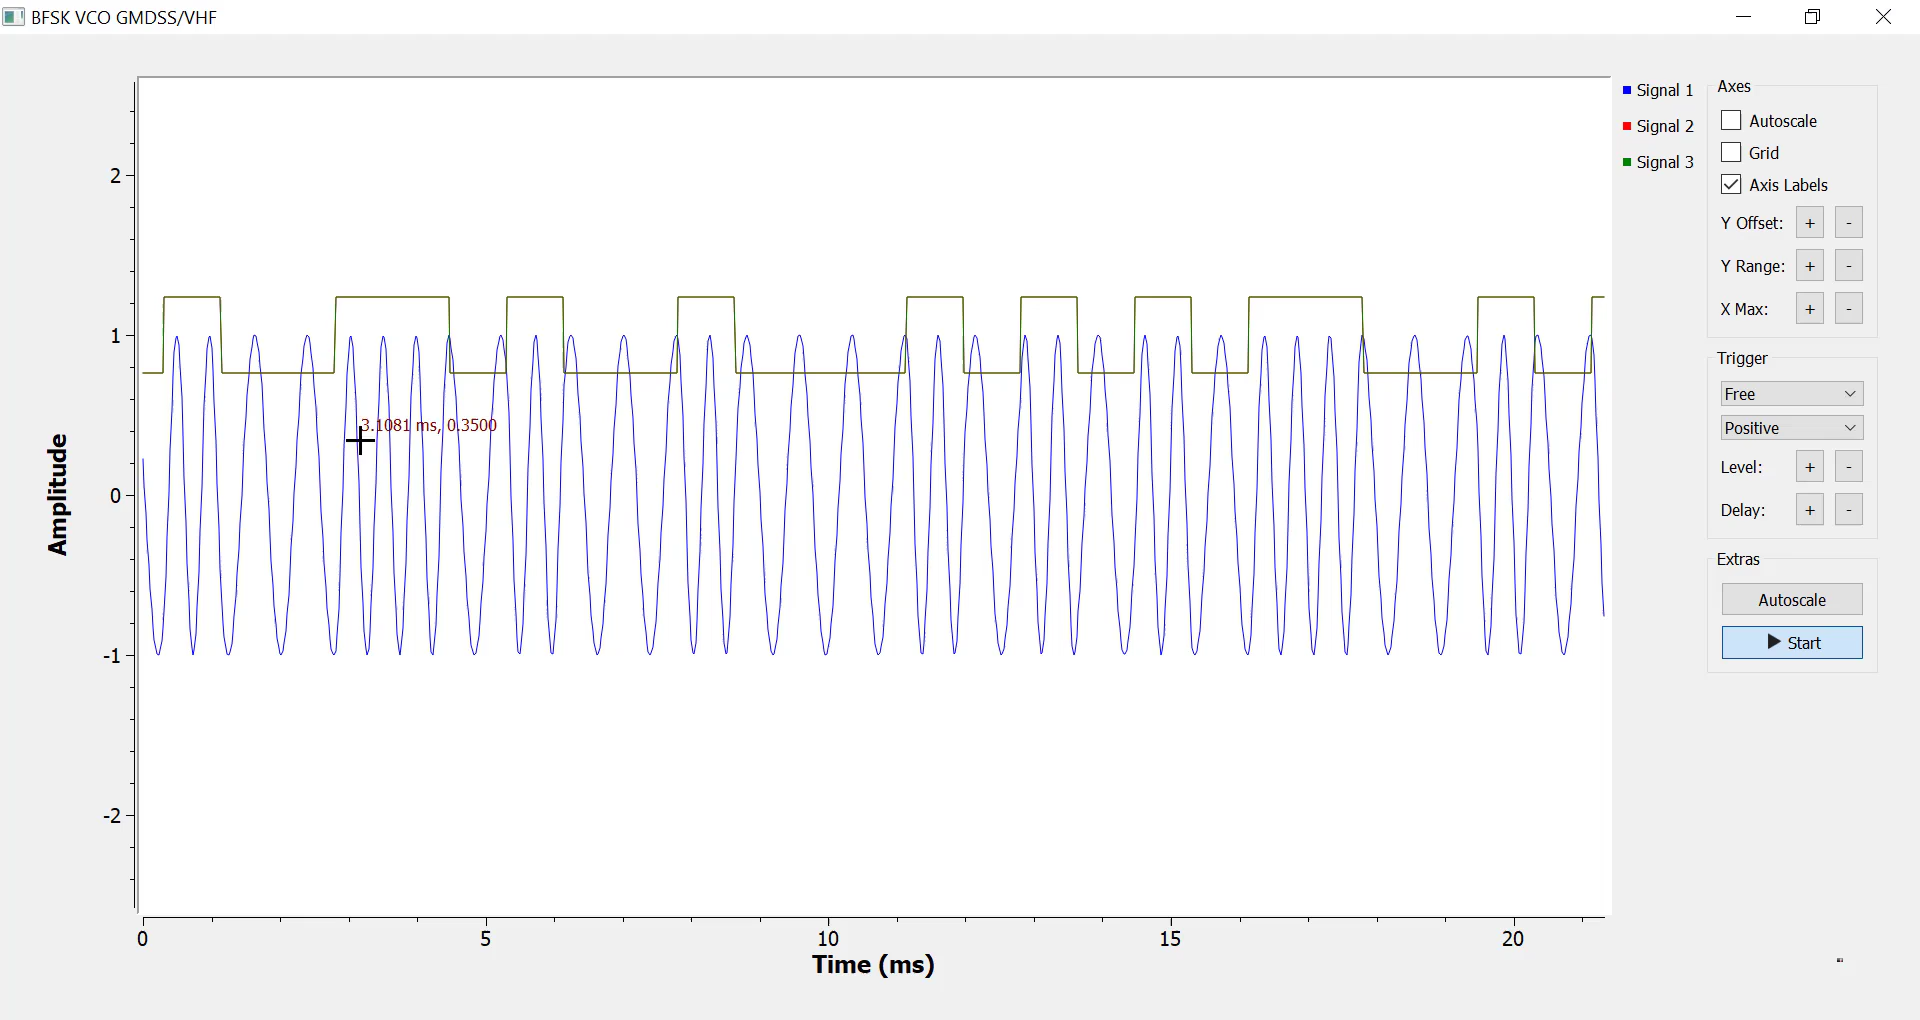 BFSK VCO GMDSS/VHF
Signal 1
Signal 2
Signal 3
Axes
Autoscale
Grid
Axis Labels
Y Offset: + -
Y Range: + -
X Max: + -
Trigger
Free
Positive
Level: + -
Delay: + -
Extras
Autoscale
Start
Amplitude
2
1
0
-1
-2
3.1081 ms, 0.3500
0 5 10 15 20
Time (ms)